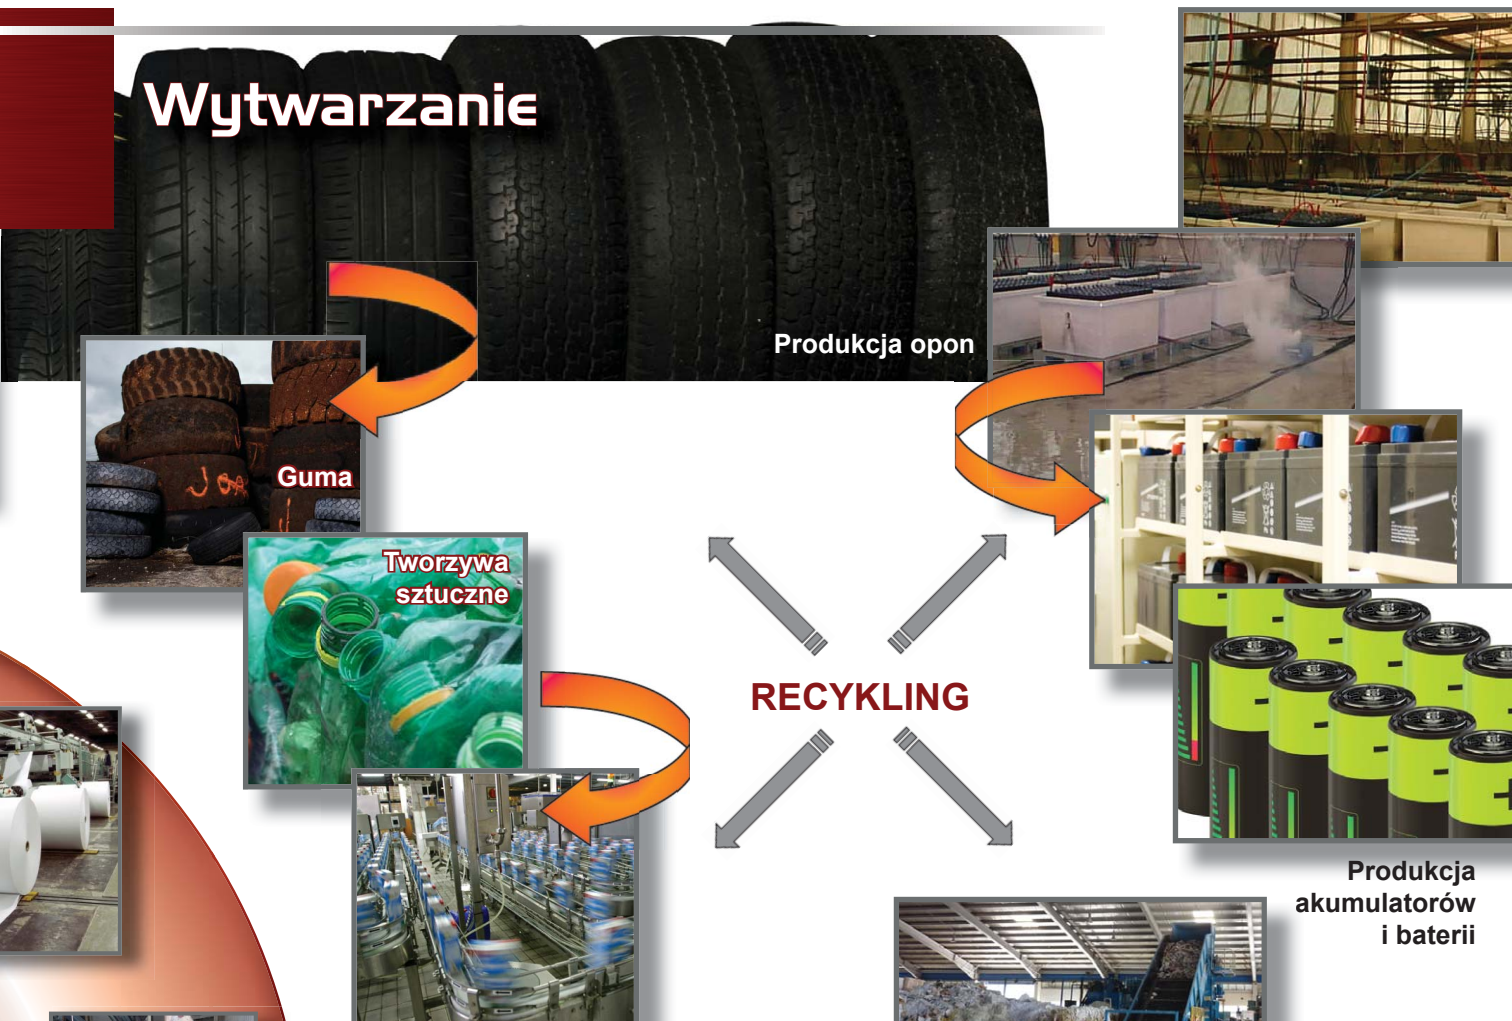 Wytwarzanie
Produkcja opon
Guma
Tworzywa
sztuczne
RECYKLING
Produkcja
akumulatorów
i baterii